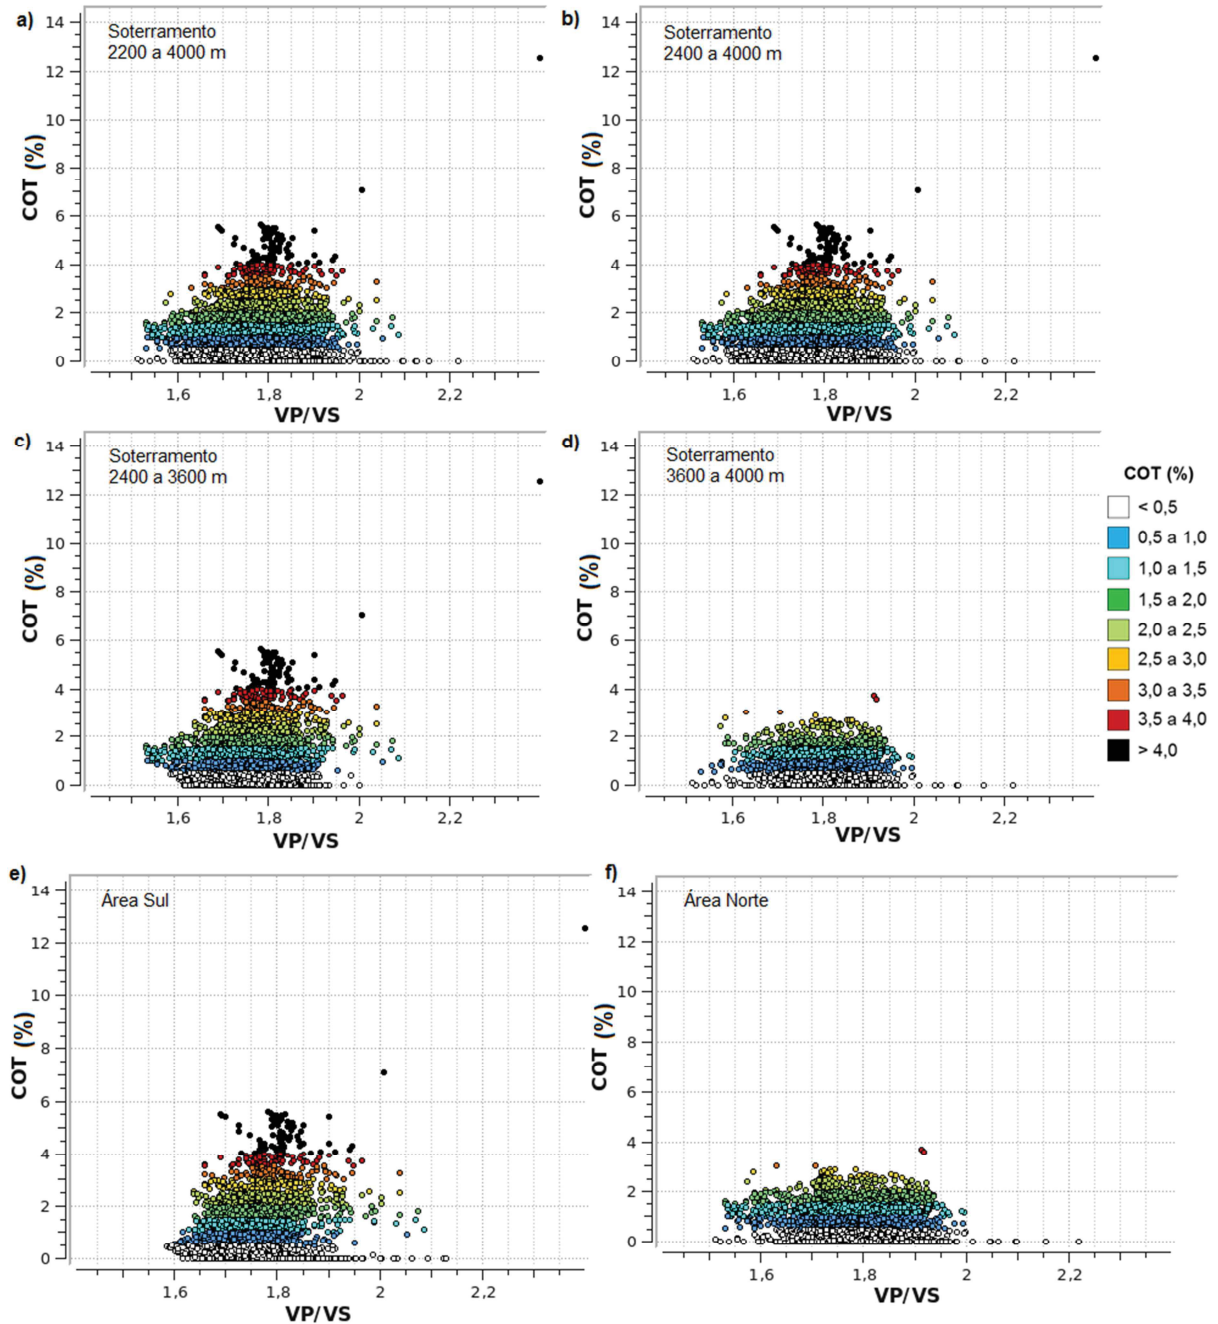 a)
Soterramento
2200 a 4000 m
14
12
10
8
6
4
2
0
COT (%)
1,6
1,8
2
2,2
VP/VS
b)
Soterramento
2400 a 4000 m
14
12
10
8
6
4
2
0
COT (%)
1,6
1,8
2
2,2
VP/VS
c)
Soterramento
2400 a 3600 m
14
12
10
8
6
4
2
0
COT (%)
1,6
1,8
2
2,2
VP/VS
d)
Soterramento
3600 a 4000 m
14
12
10
8
6
4
2
0
COT (%)
1,6
1,8
2
2,2
VP/VS
COT (%)
< 0,5
0,5 a 1,0
1,0 a 1,5
1,5 a 2,0
2,0 a 2,5
2,5 a 3,0
3,0 a 3,5
3,5 a 4,0
> 4,0
e)
Área Sul
14
12
10
8
6
4
2
0
COT (%)
1,6
1,8
2
2,2
VP/VS
f)
Área Norte
14
12
10
8
6
4
2
0
COT (%)
1,6
1,8
2
2,2
VP/VS